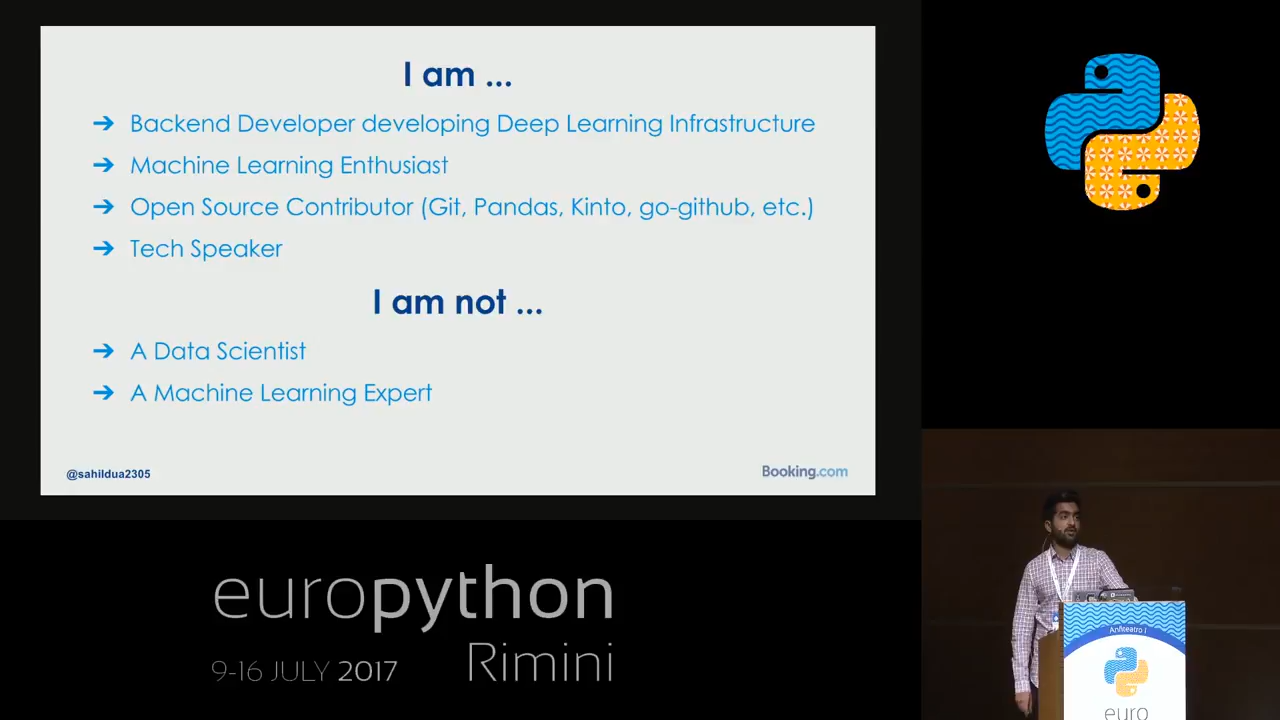 I am ...
➔ Backend Developer developing Deep Learning Infrastructure
➔ Machine Learning Enthusiast
➔ Open Source Contributor (Git, Pandas, Kinto, go-github, etc.)
➔ Tech Speaker
I am not ...
➔ A Data Scientist
➔ A Machine Learning Expert
@sahildua2305
Booking.com
europython
9-16 JULY 2017 Rimini
Anfiteatro 1
euro